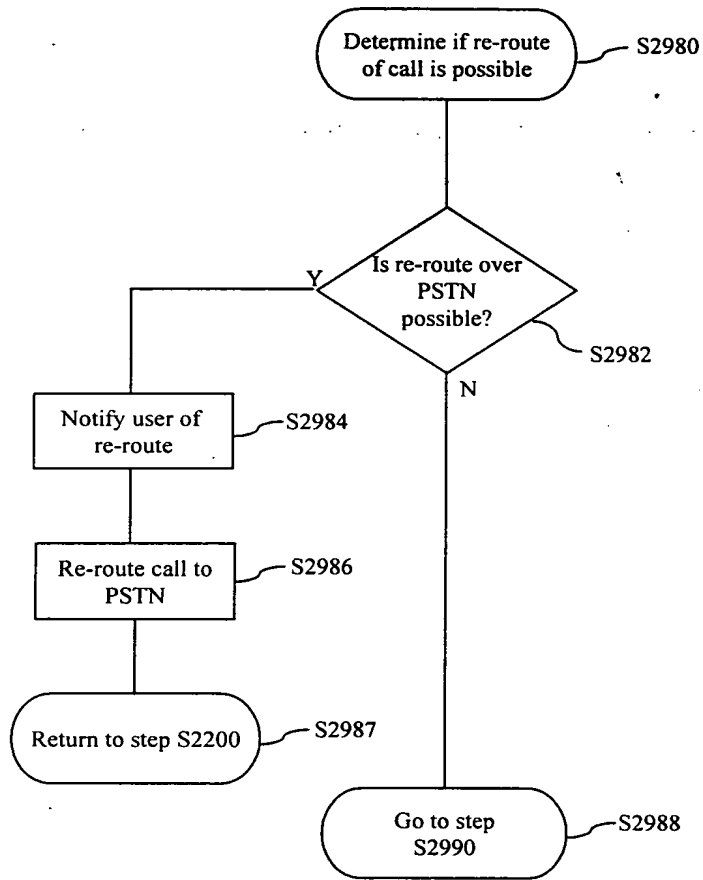 Determine if re-route
of call is possible
S2980
Is re-route over
PSTN
possible?
Y
S2982
N
Notify user of
re-route
S2984
Re-route call to
PSTN
S2986
Return to step S2200
S2987
Go to step
S2990
S2988